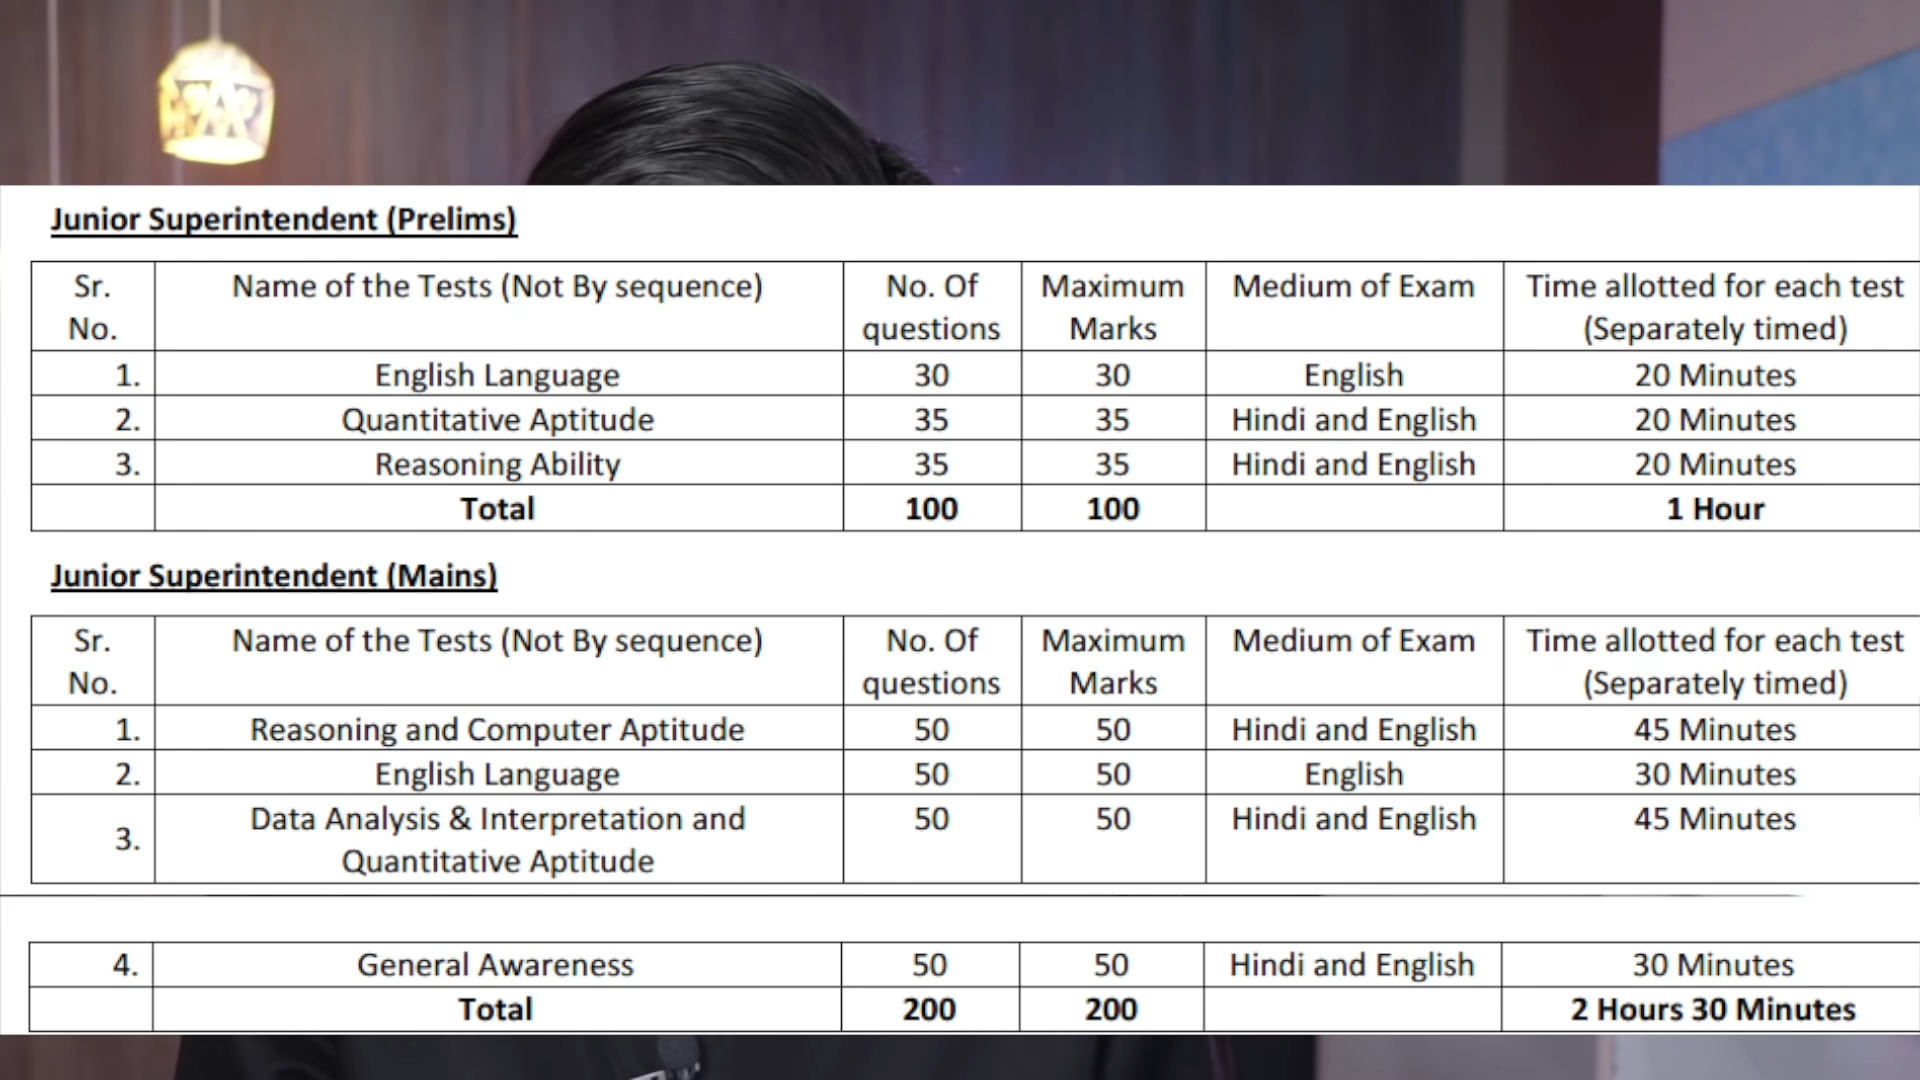 Junior Superintendent (Prelims)
Sr. No. Name of the Tests (Not By sequence) No. Of questions Maximum Marks Medium of Exam Time allotted for each test (Separately timed)
1. English Language 30 30 English 20 Minutes
2. Quantitative Aptitude 35 35 Hindi and English 20 Minutes
3. Reasoning Ability 35 35 Hindi and English 20 Minutes
Total 100 100 1 Hour
Junior Superintendent (Mains)
Sr. No. Name of the Tests (Not By sequence) No. Of questions Maximum Marks Medium of Exam Time allotted for each test (Separately timed)
1. Reasoning and Computer Aptitude 50 50 Hindi and English 45 Minutes
2. English Language 50 50 English 30 Minutes
3. Data Analysis & Interpretation and Quantitative Aptitude 50 50 Hindi and English 45 Minutes
4. General Awareness 50 50 Hindi and English 30 Minutes
Total 200 200 2 Hours 30 Minutes